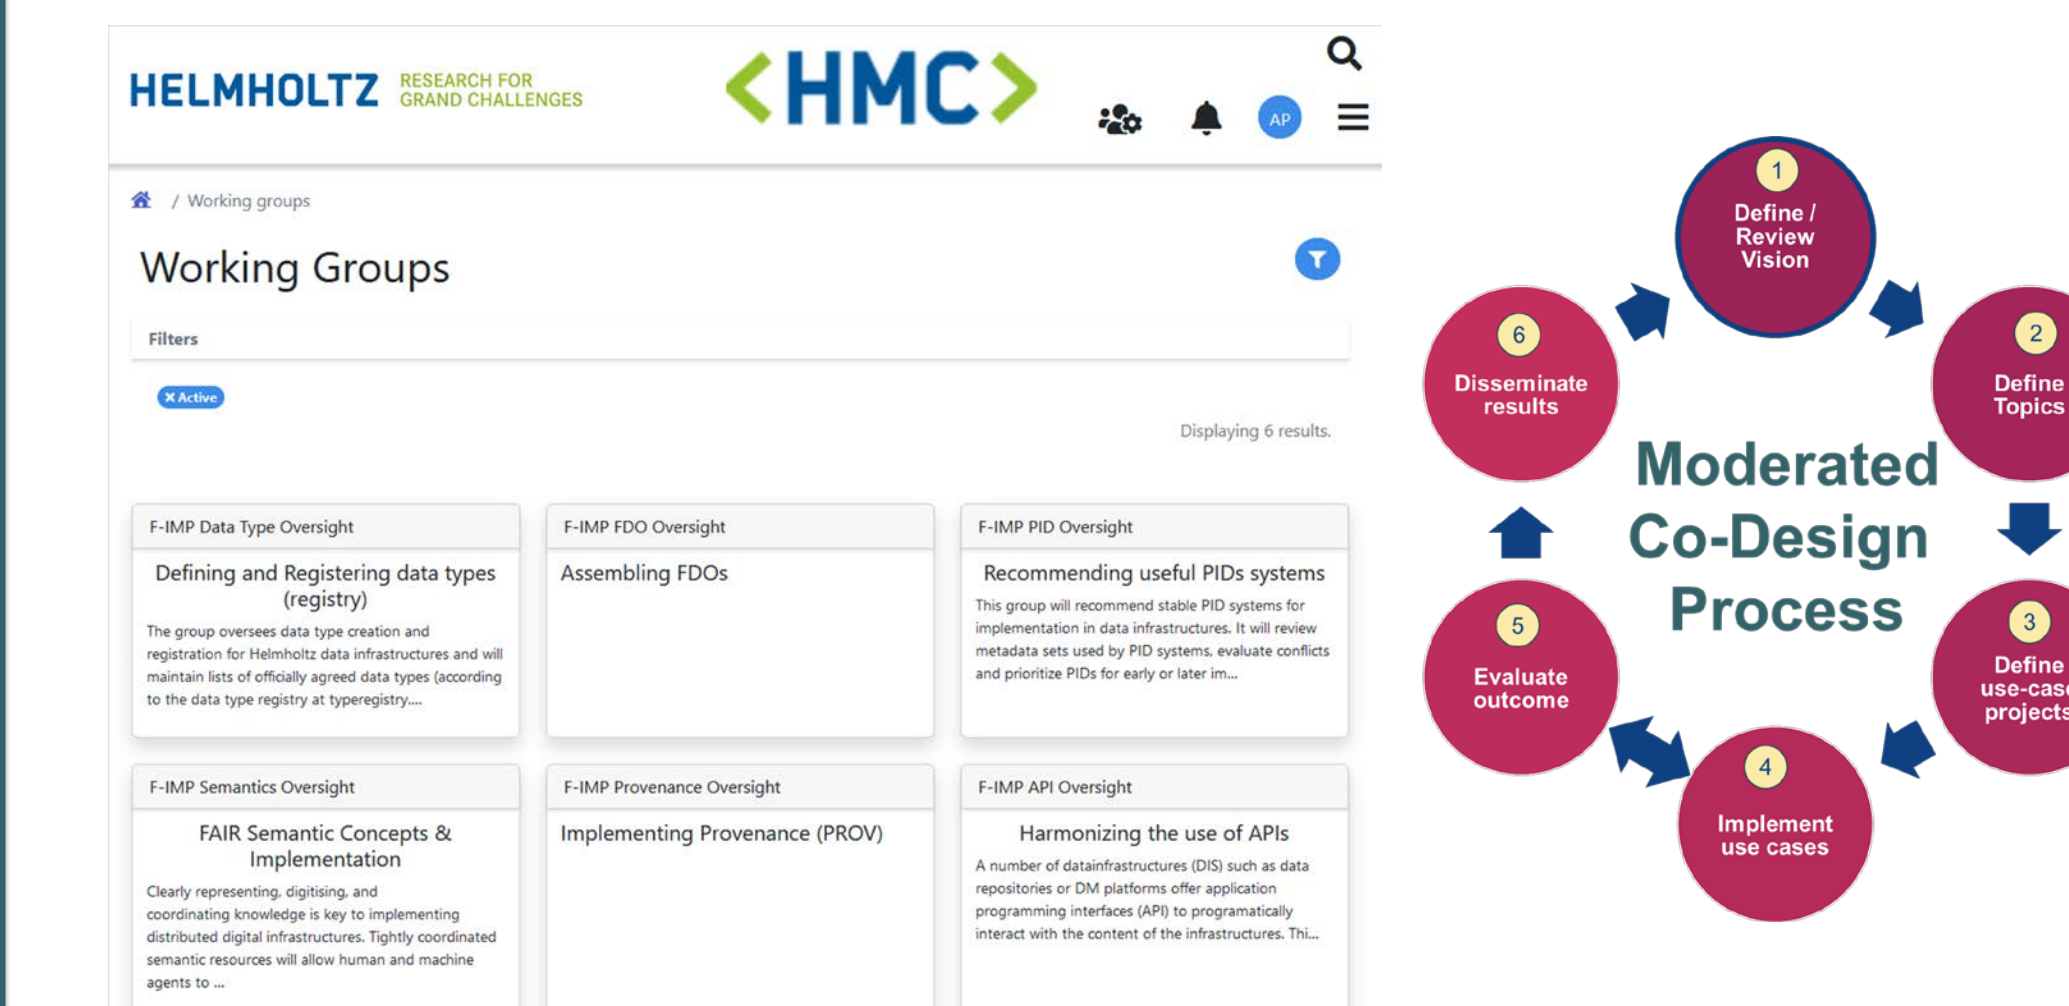 HELMHOLTZ
RESEARCH FOR
GRAND CHALLENGES
<HMC>
AP
/ Working groups
Working Groups
Filters
✕ Active
Displaying 6 results.
F-IMP Data Type Oversight
Defining and Registering data types
(registry)
The group oversees data type creation and
registration for Helmholtz data infrastructures and will
maintain lists of officially agreed data types (according
to the data type registry at typeregistry....
F-IMP FDO Oversight
Assembling FDOs
F-IMP PID Oversight
Recommending useful PIDs systems
This group will recommend stable PID systems for
implementation in data infrastructures. It will review
metadata sets used by PID systems, evaluate conflicts
and prioritize PIDs for early or later im...
F-IMP Semantics Oversight
FAIR Semantic Concepts &
Implementation
Clearly representing, digitising, and
coordinating knowledge is key to implementing
distributed digital infrastructures. Tightly coordinated
semantic resources will allow human and machine
agents to ...
F-IMP Provenance Oversight
Implementing Provenance (PROV)
F-IMP API Oversight
Harmonizing the use of APIs
A number of datainfrastructures (DIS) such as data
repositories or DM platforms offer application
programming interfaces (API) to programatically
interact with the content of the infrastructures. Thi...
Moderated
Co-Design
Process
1
Define /
Review
Vision
2
Define
Topics
3
Define
use-case
projects
4
Implement
use cases
5
Evaluate
outcome
6
Disseminate
results